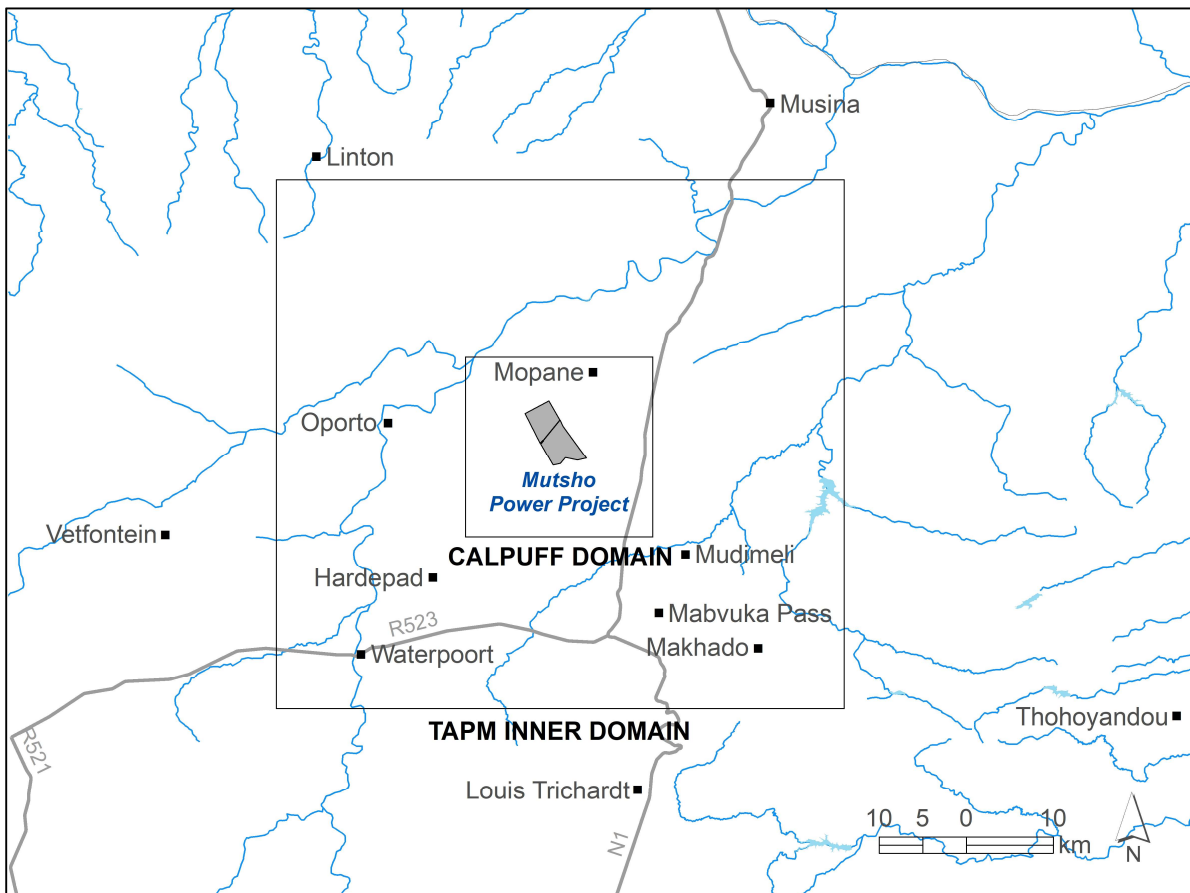 Musina
Linton
Mopane
Oporto
Mutsho
Power Project
Vetfontein
CALPUFF DOMAIN
Mudimeli
Hardepad
Mabvuka Pass
R523
Makhado
Waterpoort
Thohoyandou
TAPM INNER DOMAIN
R521
Louis Trichardt
N1
10 5 0 10
km
N